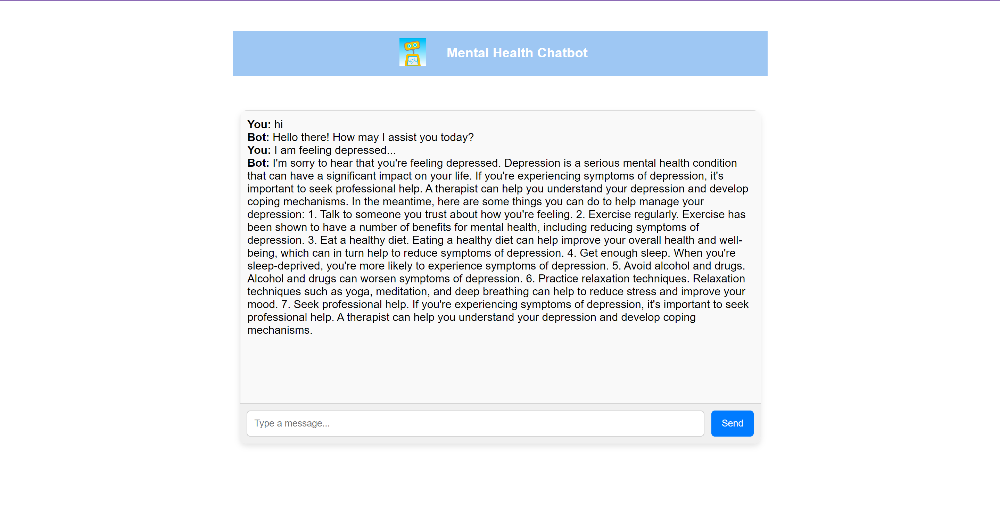 Mental Health Chatbot
You: hi
Bot: Hello there! How may I assist you today?
You: I am feeling depressed...
Bot: I'm sorry to hear that you're feeling depressed. Depression is a serious mental health condition
that can have a significant impact on your life. If you're experiencing symptoms of depression, it's
important to seek professional help. A therapist can help you understand your depression and develop
coping mechanisms. In the meantime, here are some things you can do to help manage your
depression: 1. Talk to someone you trust about how you're feeling. 2. Exercise regularly. Exercise has
been shown to have a number of benefits for mental health, including reducing symptoms of
depression. 3. Eat a healthy diet. Eating a healthy diet can help improve your overall health and well-
being, which can in turn help to reduce symptoms of depression. 4. Get enough sleep. When you're
sleep-deprived, you're more likely to experience symptoms of depression. 5. Avoid alcohol and drugs.
Alcohol and drugs can worsen symptoms of depression. 6. Practice relaxation techniques. Relaxation
techniques such as yoga, meditation, and deep breathing can help to reduce stress and improve your
mood. 7. Seek professional help. If you're experiencing symptoms of depression, it's important to seek
professional help. A therapist can help you understand your depression and develop coping
mechanisms.
Type a message...
Send